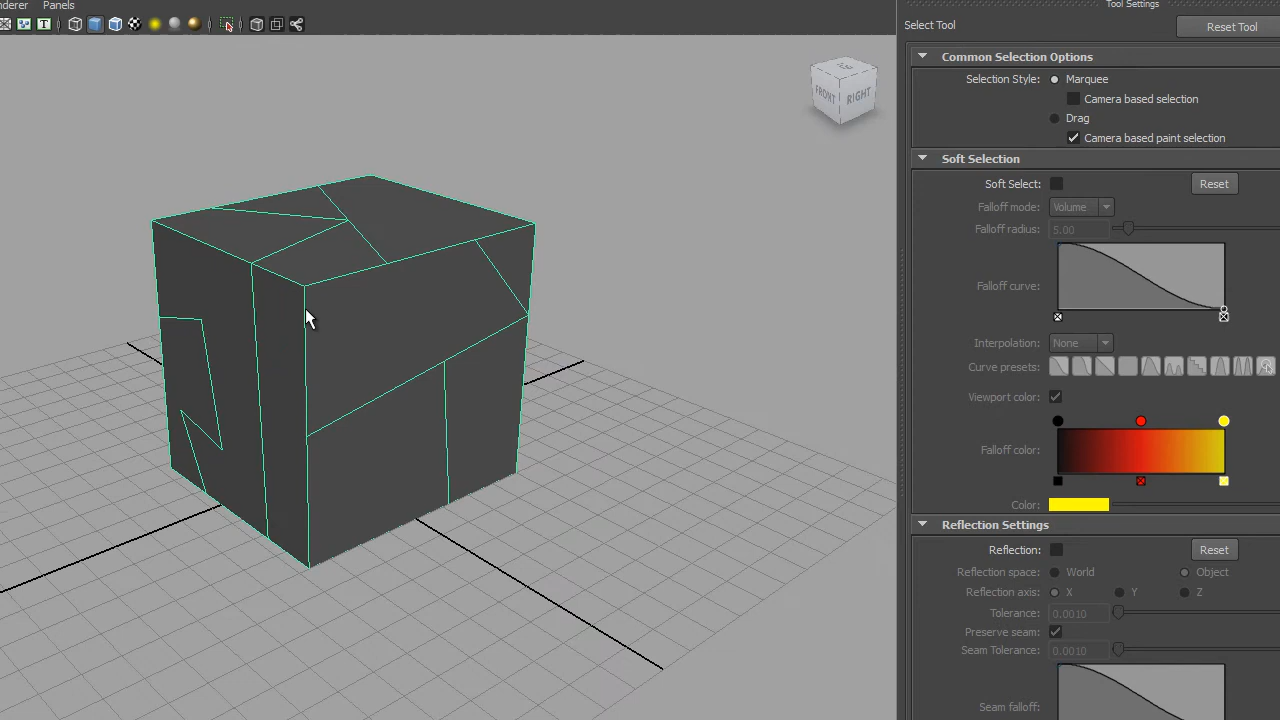 nderer Panels
Tool Settings
Select Tool
Reset Tool
Common Selection Options
Selection Style: Marquee
Camera based selection
Drag
Camera based paint selection
Soft Selection
Soft Select: Reset
Falloff mode: Volume
Falloff radius: 5.00
Falloff curve:
Interpolation: None
Curve presets:
Viewport color:
Falloff color:
Color:
Reflection Settings
Reflection: Reset
Reflection space: World Object
Reflection axis: X Y Z
Tolerance: 0.0010
Preserve seam:
Seam Tolerance: 0.0010
Seam falloff:
TOP
FRONT RIGHT
T